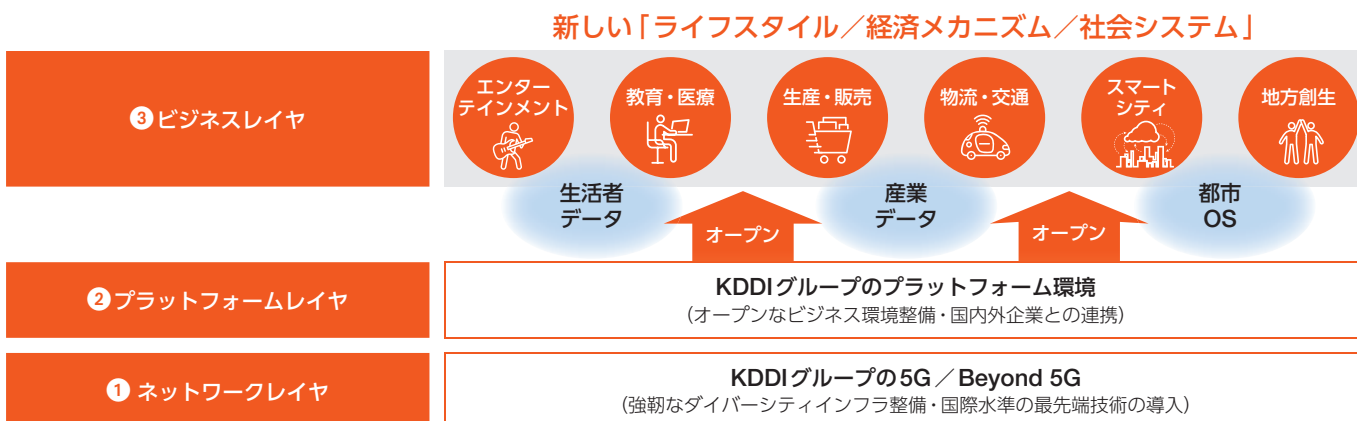 新しい「ライフスタイル／経済メカニズム／社会システム」
❸ビジネスレイヤ
エンター
テインメント
教育・医療
生産・販売
物流・交通
スマート
シティ
地方創生
生活者
データ
オープン
産業
データ
オープン
都市
OS
❷プラットフォームレイヤ
KDDIグループのプラットフォーム環境
（オープンなビジネス環境整備・国内外企業との連携）
❶ネットワークレイヤ
KDDIグループの5G／Beyond 5G
（強靭なダイバーシティインフラ整備・国際水準の最先端技術の導入）